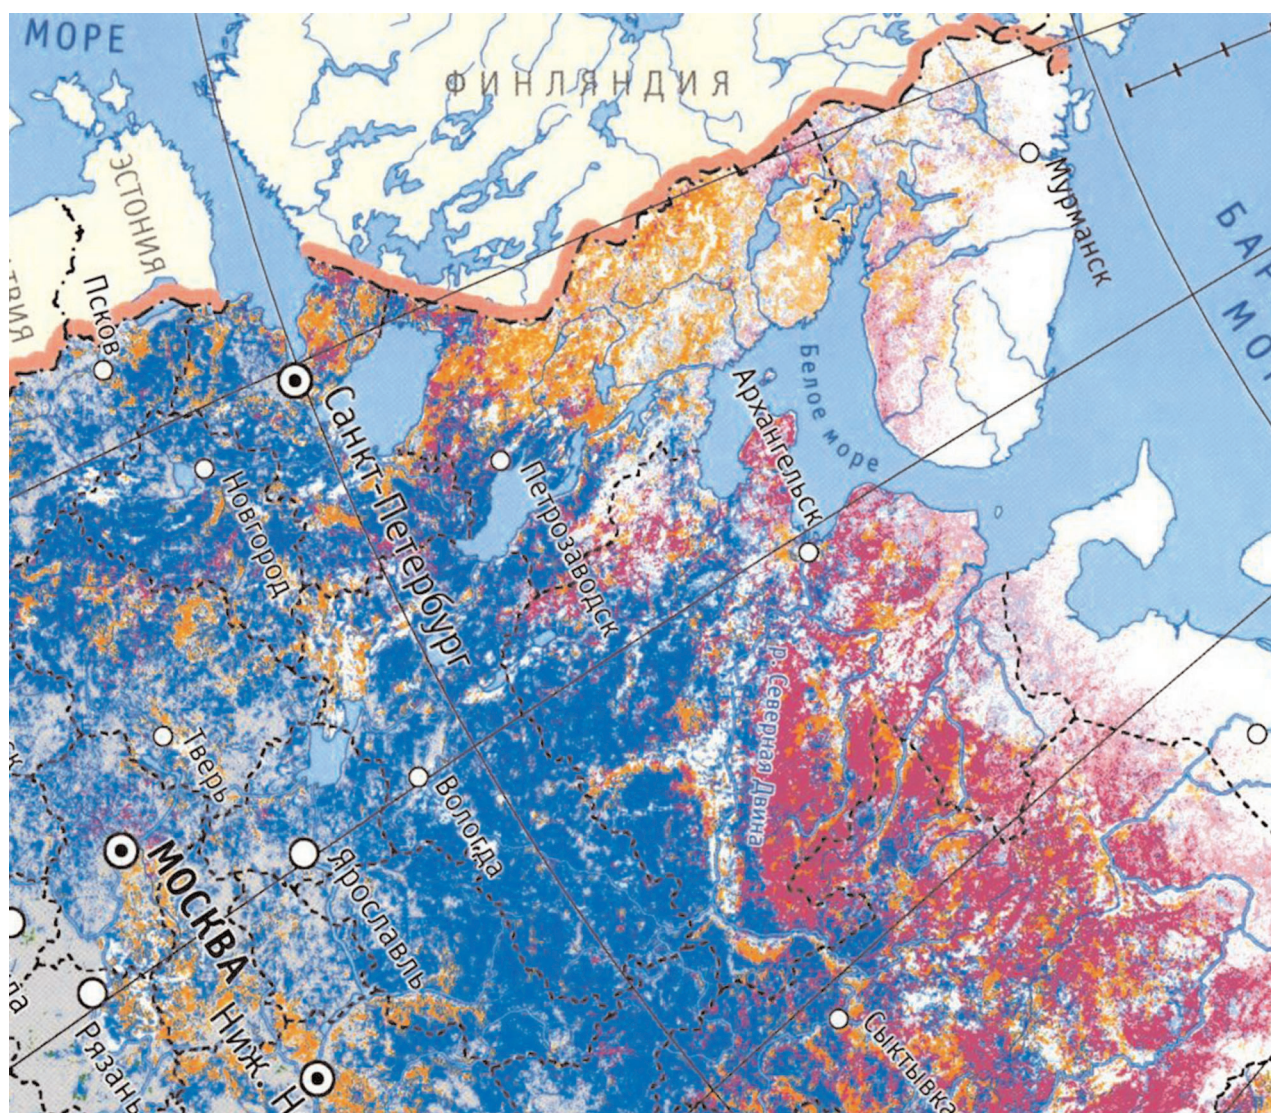 МОРЕ
ФИНЛЯНДИЯ
ЭСТОНИЯ
Мурманск
Псков
Санкт-Петербург
Белое море
Архангельск
Петрозаводск
Новгород
р. Северная Двина
Тверь
Вологда
МОСКВА
Ярославль
Рязань
Ниж. Н
Сыктывка